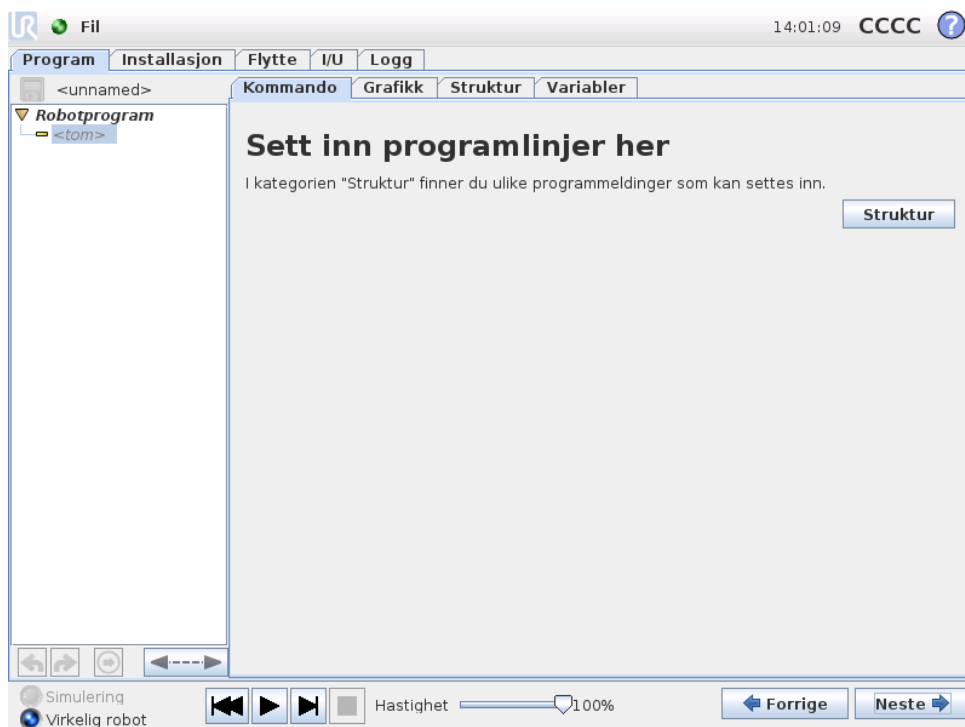 UR Fil 14:01:09 CCCC ?
Program Installasjon Flytte I/U Logg
<unnamed> Kommando Grafikk Struktur Variabler
Robotprogram
<tom>
Sett inn programlinjer her
I kategorien "Struktur" finner du ulike programmeldinger som kan settes inn.
Struktur
Simulering
Virkelig robot
Hastighet 100% Forrige Neste